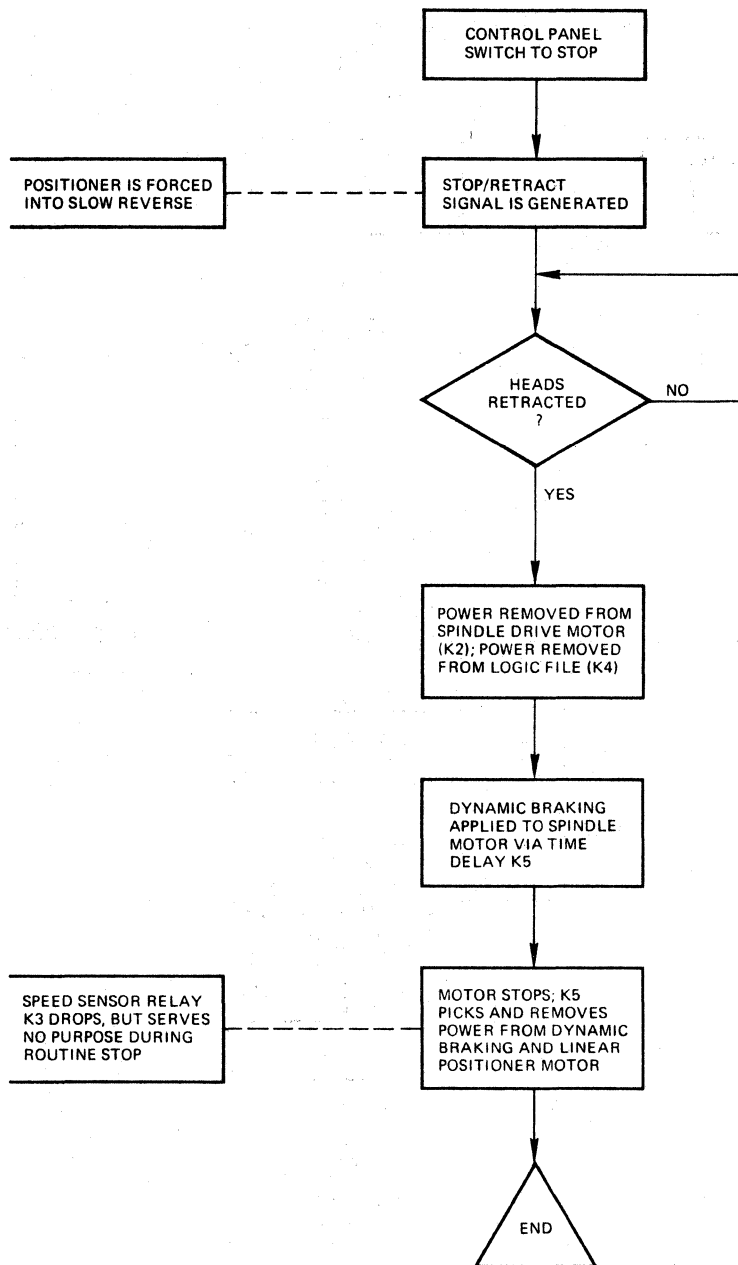 CONTROL PANEL
SWITCH TO STOP
POSITIONER IS FORCED
INTO SLOW REVERSE
STOP/RETRACT
SIGNAL IS GENERATED
HEADS
RETRACTED
?
NO
YES
POWER REMOVED FROM
SPINDLE DRIVE MOTOR
(K2); POWER REMOVED
FROM LOGIC FILE (K4)
DYNAMIC BRAKING
APPLIED TO SPINDLE
MOTOR VIA TIME
DELAY K5
SPEED SENSOR RELAY
K3 DROPS, BUT SERVES
NO PURPOSE DURING
ROUTINE STOP
MOTOR STOPS; K5
PICKS AND REMOVES
POWER FROM DYNAMIC
BRAKING AND LINEAR
POSITIONER MOTOR
END